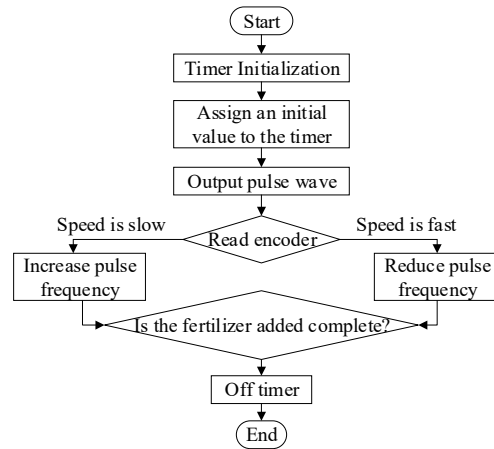 Start
Timer Initialization
Assign an initial
value to the timer
Output pulse wave
Speed is slow
Speed is fast
Read encoder
Increase pulse
frequency
Reduce pulse
frequency
Is the fertilizer added complete?
Off timer
End